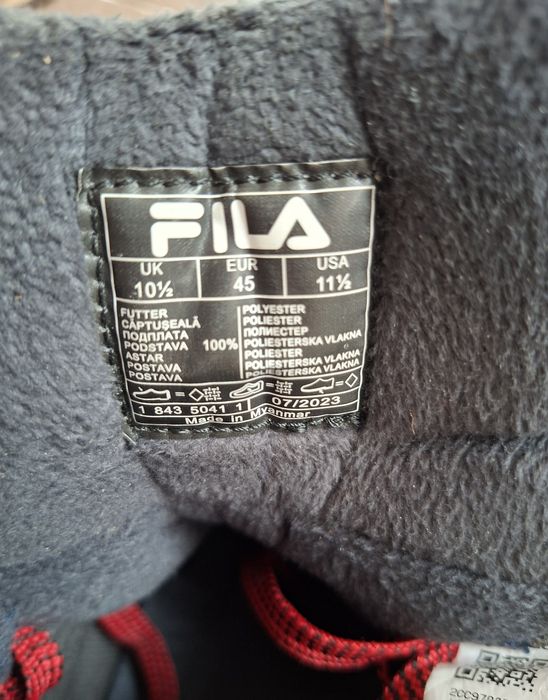 FILA
UK EUR USA
10½ 45 11½
FUTTER POLYESTER
CĂPTUŞEALĂ POLIESTER
ПОДПЛАТА ПОЛИЕСТЕР
PODSTAVA 100% POLIESTERSKA VLAKNA
ASTAR POLIESTER
POSTAVA POLIESTERSKA VLAKNA
POSTAVA POLIESTERSKA VLAKNA
1 843 5041 1 07/2023
Made in Myanmar